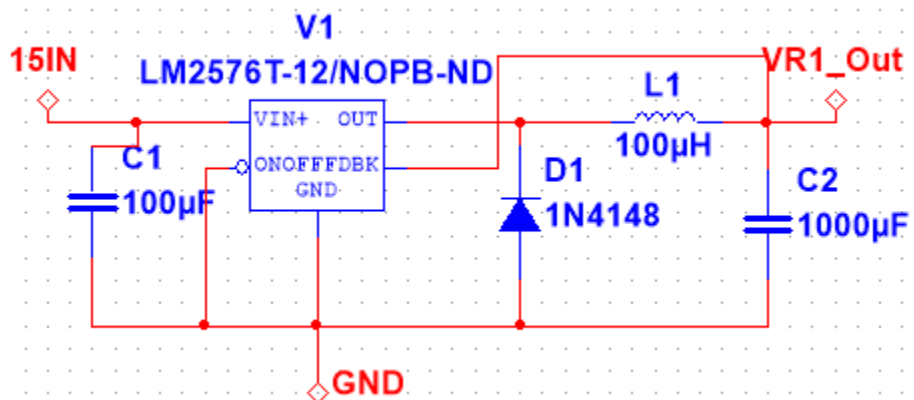 V1
15IN
LM2576T-12/NOPB-ND
VR1_Out
VIN+ OUT
L1
100µH
C1
100µF
ONOFFFDBK
GND
D1
1N4148
C2
1000µF
GND